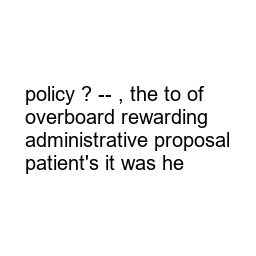 policy ? -- , the to of
overboard rewarding
administrative proposal
patient's it was he